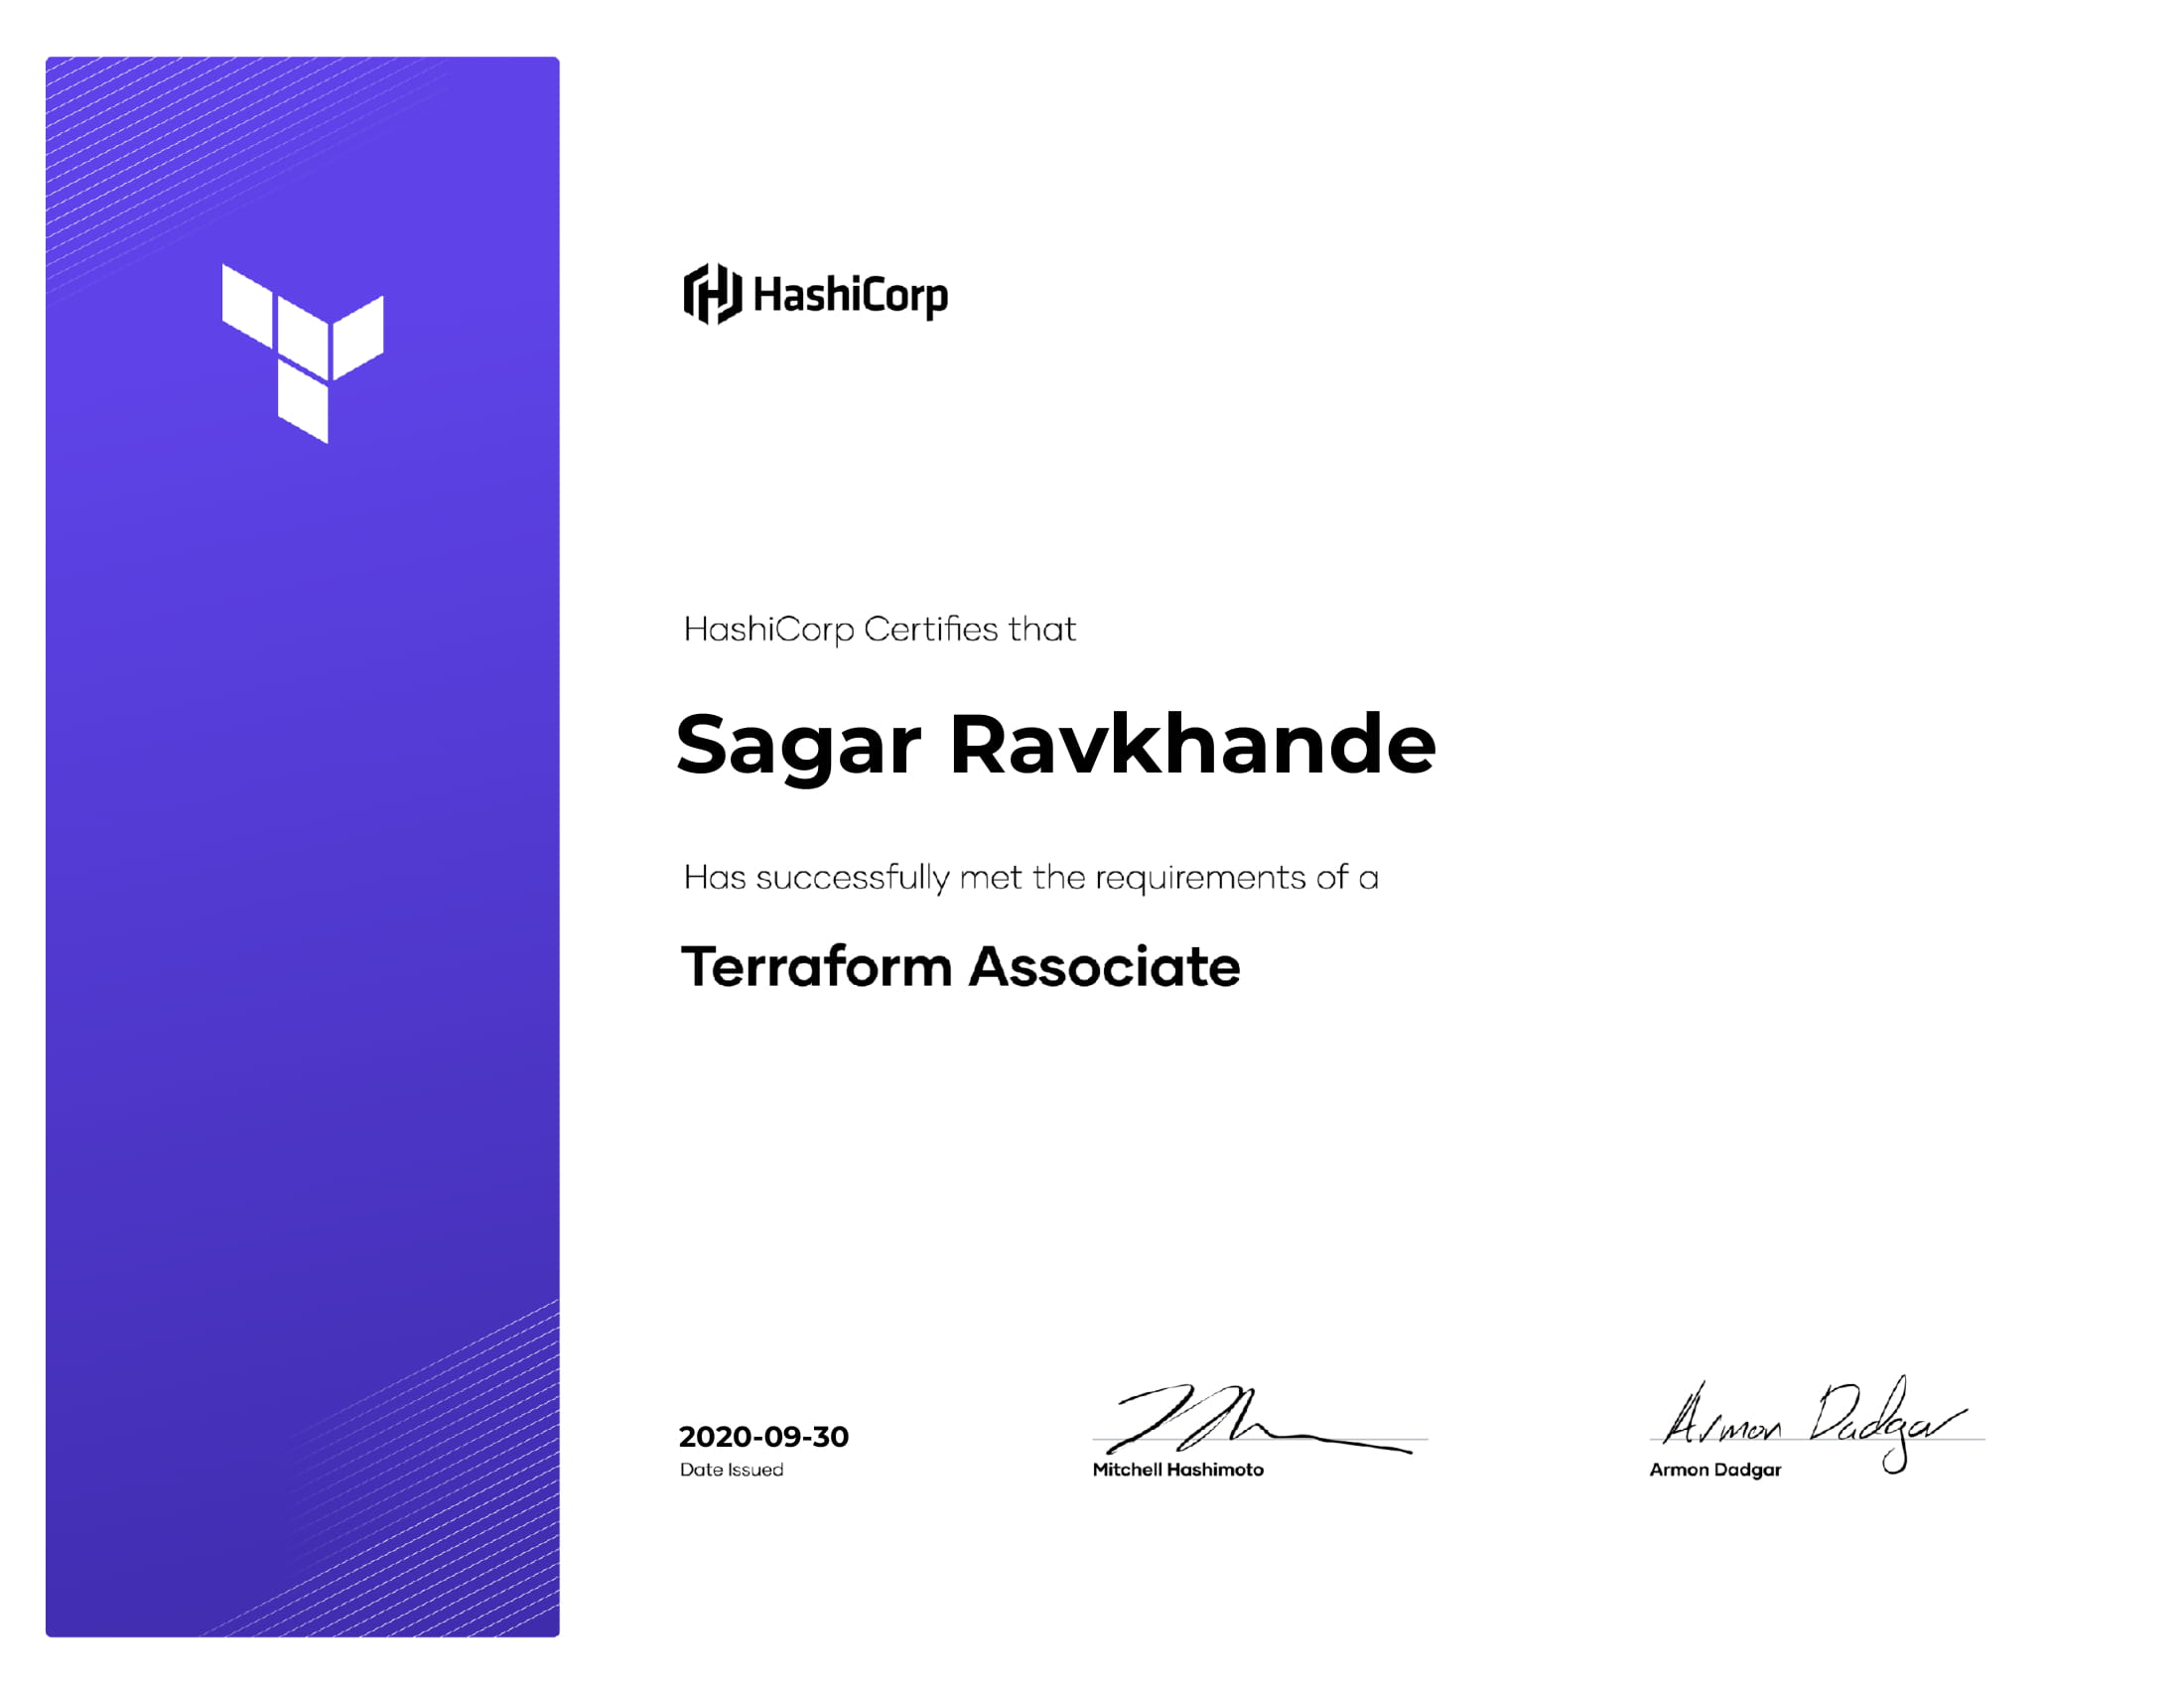 HashiCorp
HashiCorp Certifies that
Sagar Ravkhande
Has successfully met the requirements of a
Terraform Associate
2020-09-30
Date Issued
Mitchell Hashimoto
Armon Dadgar
Armon Dadgar